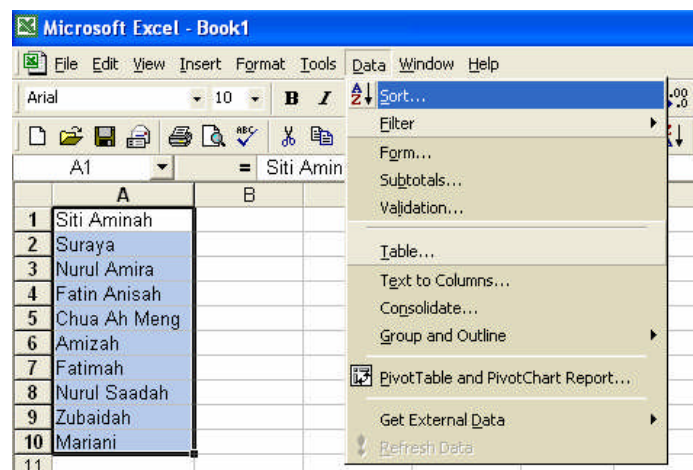 Microsoft Excel - Book1
File Edit View Insert Format Tools Data Window Help
Arial 10 B I
A1 = Siti Amin
A B
1 Siti Aminah
2 Suraya
3 Nurul Amira
4 Fatin Anisah
5 Chua Ah Meng
6 Amizah
7 Fatimah
8 Nurul Saadah
9 Zubaidah
10 Mariani
11
Sort...
Filter
Form...
Subtotals...
Validation...
Table...
Text to Columns...
Consolidate...
Group and Outline
PivotTable and PivotChart Report...
Get External Data
Refresh Data